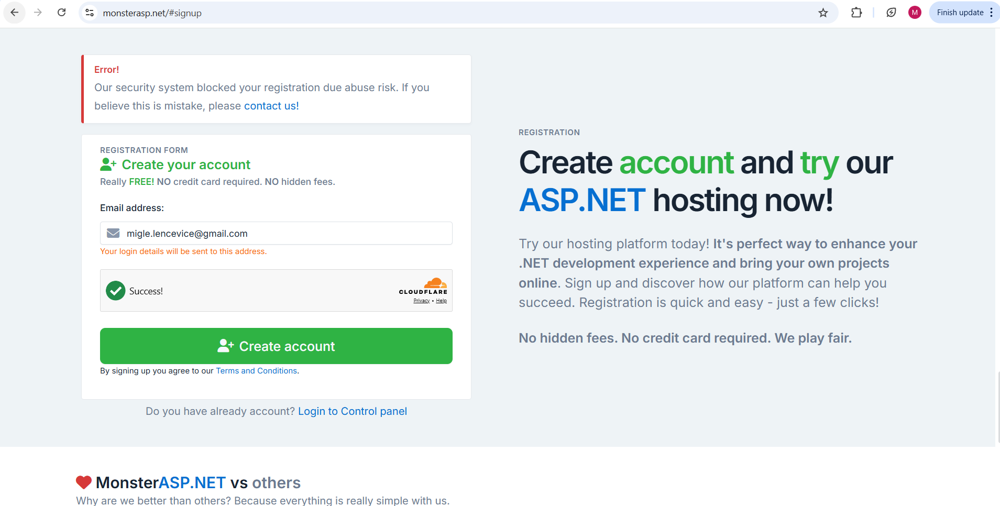 monsterasp.net/#signup
M
Finish update
Error!
Our security system blocked your registration due abuse risk. If you
believe this is mistake, please contact us!
REGISTRATION FORM
Create your account
Really FREE! NO credit card required. NO hidden fees.
Email address:
migle.lencevice@gmail.com
Your login details will be sent to this address.
Success!
CLOUDFLARE
Privacy • Help
Create account
By signing up you agree to our Terms and Conditions.
Do you have already account? Login to Control panel
REGISTRATION
Create account and try our
ASP.NET hosting now!
Try our hosting platform today! It's perfect way to enhance your
.NET development experience and bring your own projects
online. Sign up and discover how our platform can help you
succeed. Registration is quick and easy - just a few clicks!
No hidden fees. No credit card required. We play fair.
MonsterASP.NET vs others
Why are we better than others? Because everything is really simple with us.